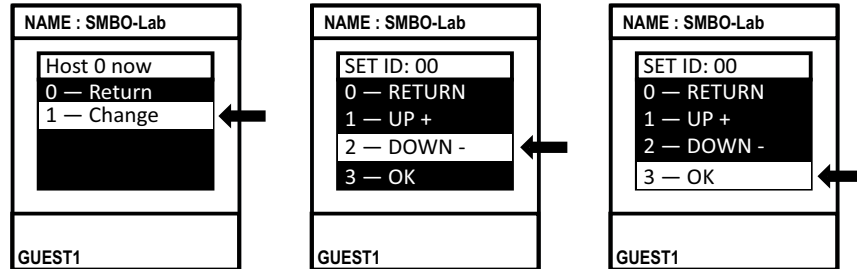 NAME : SMBO-Lab
Host 0 now
0 — Return
1 — Change
GUEST1
NAME : SMBO-Lab
SET ID: 00
0 — RETURN
1 — UP +
2 — DOWN -
3 — OK
GUEST1
NAME : SMBO-Lab
SET ID: 00
0 — RETURN
1 — UP +
2 — DOWN -
3 — OK
GUEST1